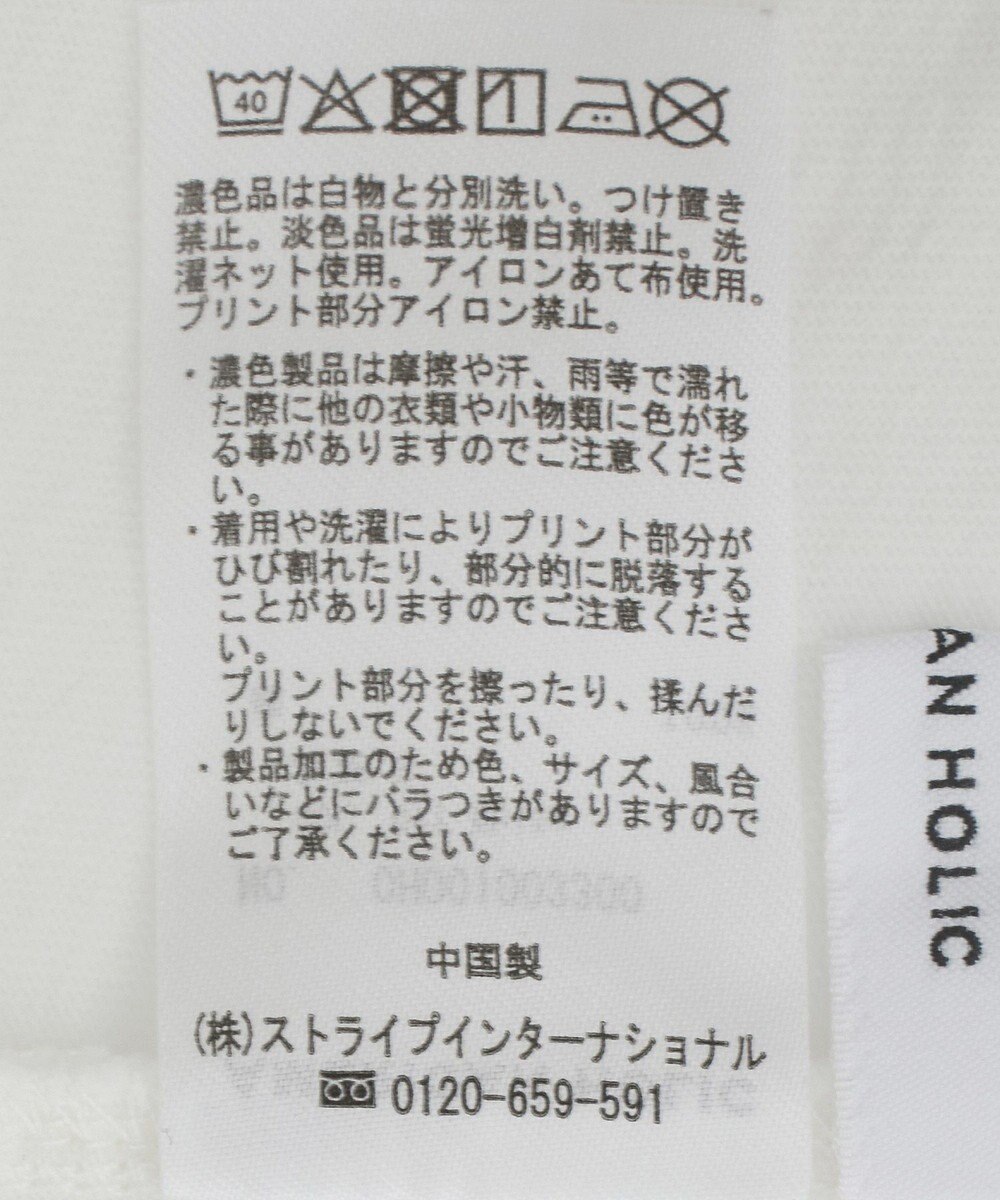 40
濃色品は白物と分別洗い。つけ置き
禁止。淡色品は蛍光増白剤禁止。洗
濯ネット使用。アイロンあて布使用。
プリント部分アイロン禁止。
・濃色製品は摩擦や汗、雨等で濡れ
た際に他の衣類や小物類に色が移
る事がありますのでご注意くださ
い。
・着用や洗濯によりプリント部分が
ひび割れたり、部分的に脱落する
ことがありますのでご注意くださ
い。
プリント部分を擦ったり、揉んだ
りしないでください。
・製品加工のため色、サイズ、風合
いなどにバラつきがありますので
ご了承ください。
中国製
(株)ストライプインターナショナル
0120-659-591
AN HOLIC